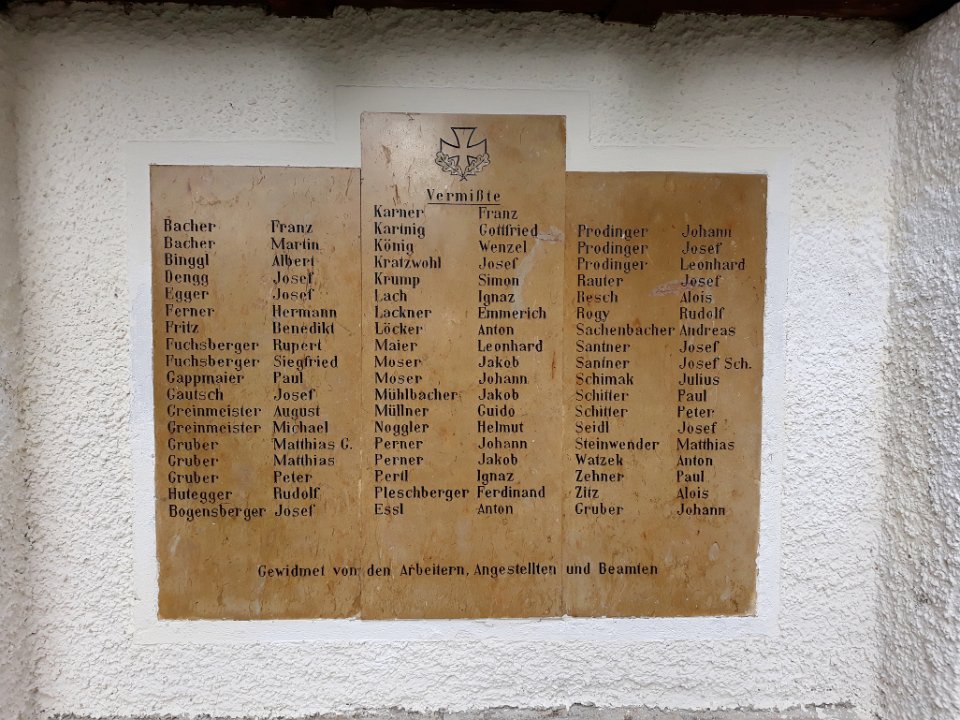 Vermißte
Bacher Franz
Bacher Martin
Binggl Albert
Dengg Josef
Egger Josef
Ferner Hermann
Fritz Benedikt
Fuchsberger Rupert
Fuchsberger Siegfried
Gappmaier Paul
Gautsch Josef
Greinmeister August
Greinmeister Michael
Gruber Matthias G.
Gruber Matthias
Gruber Peter
Hutegger Rudolf
Bogensberger Josef
Karner Franz
Kartnig Gottfried
König Wenzel
Kratzwohl Josef
Krump Simon
Lach Ignaz
Lackner Emmerich
Löcker Anton
Maier Leonhard
Moser Jakob
Moser Johann
Mühlbacher Jakob
Müllner Guido
Noggler Helmut
Perner Johann
Perner Jakob
Pertl Ignaz
Pleschberger Ferdinand
Essl Anton
Prodinger Johann
Prodinger Josef
Prodinger Leonhard
Rauter Josef
Resch Alois
Rogy Rudolf
Sachenbacher Andreas
Santner Josef
Santner Josef Sch.
Schimak Julius
Schitter Paul
Schitter Peter
Seidl Josef
Steinwender Matthias
Watzek Anton
Zehner Paul
Zitz Alois
Gruber Johann
Gewidmet von den Arbeitern, Angestellten und Beamten